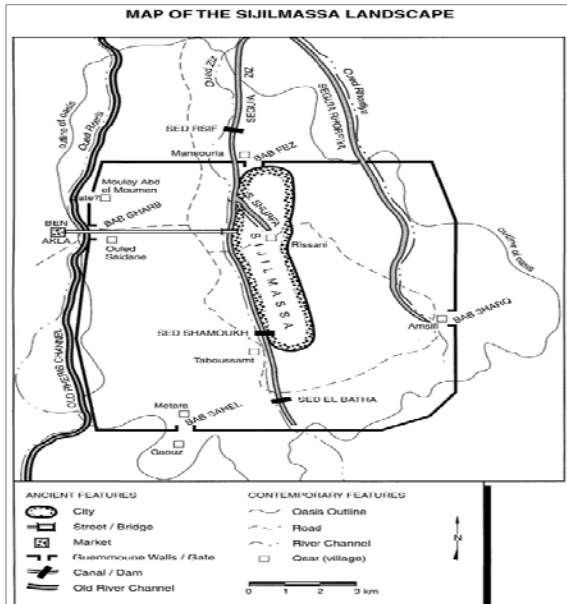 MAP OF THE SIJILMASSA LANDSCAPE
Oued Ziz
SEGUIA ZIZ
Oued Rhorfiya
SEGUIA RHORFIYA
outline of oasis
Oued Rheris
SED RSIF
Mansouria
BAB FEZ
Moulay Abd
el Moumen
BAB GHARB
BEN
AKLA
Ouled
Saidane
S. SHURFA
SIJILMASSA
Rissani
outline of oasis
BAB SHARQ
Amsifi
SED SHAMOUKH
Taboussamt
OLD RHERIS CHANNEL
SED EL BATHA
BAB SAHEL
Gaouz
ANCIENT FEATURES
City
Street / Bridge
Market
Guemmoune Walls / Gate
Canal / Dam
Old River Channel
CONTEMPORARY FEATURES
Oasis Outline
Road
River Channel
Qsar (village)
N
0 1 2 3 km